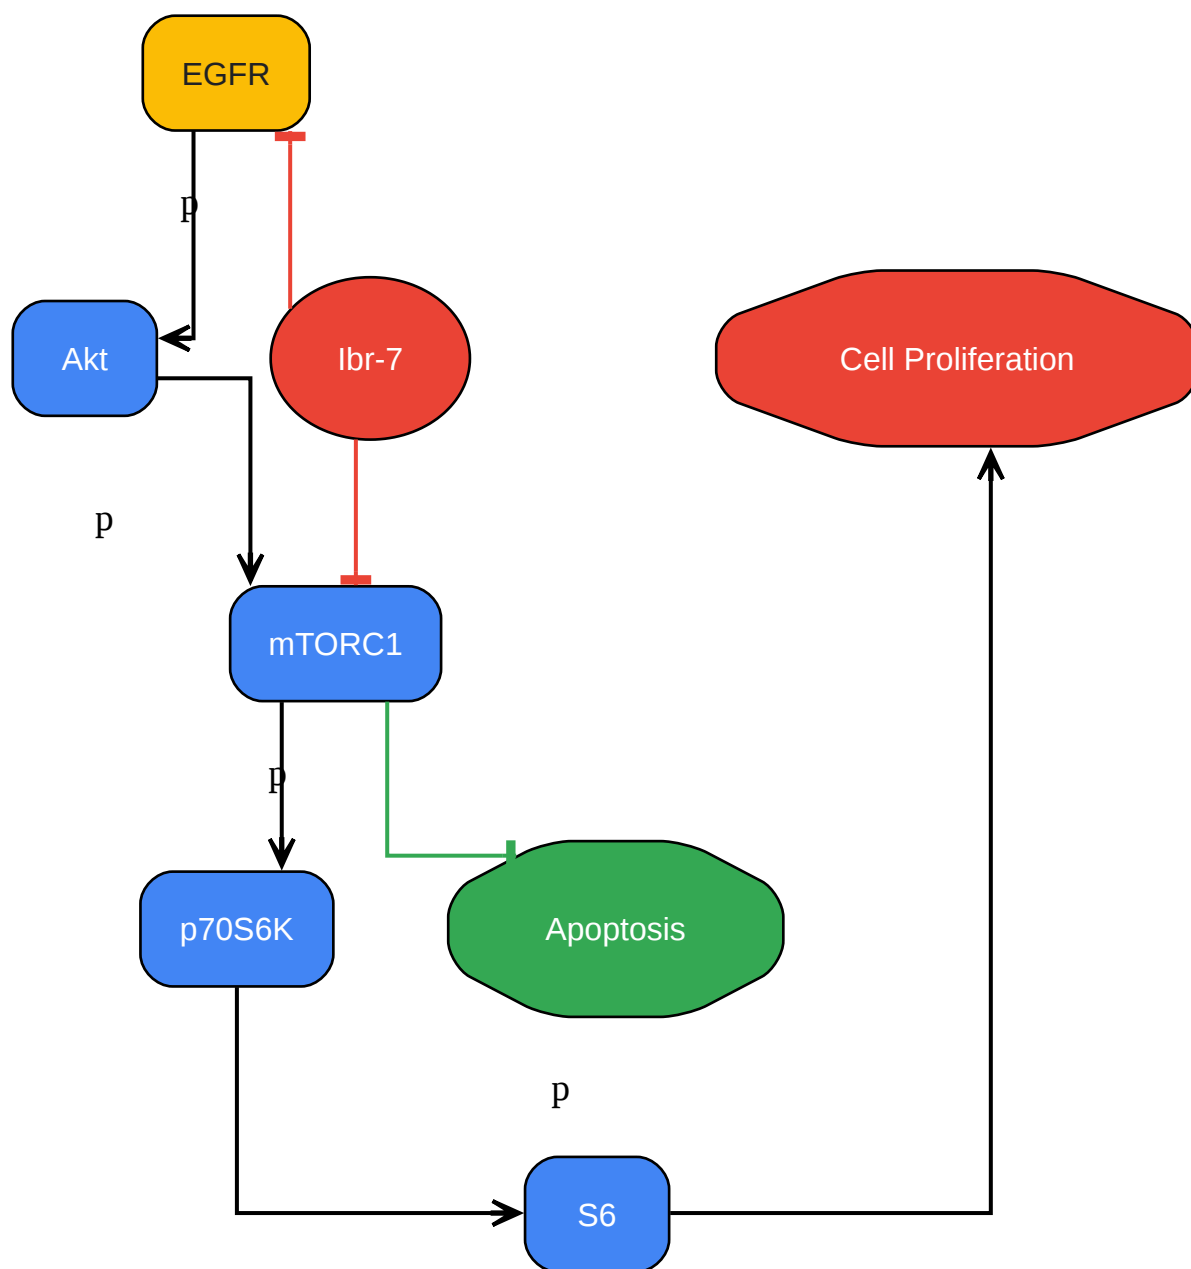 EGFR
p
Akt
Ibr-7
Cell Proliferation
p
mTORC1
p
p70S6K
Apoptosis
p
S6